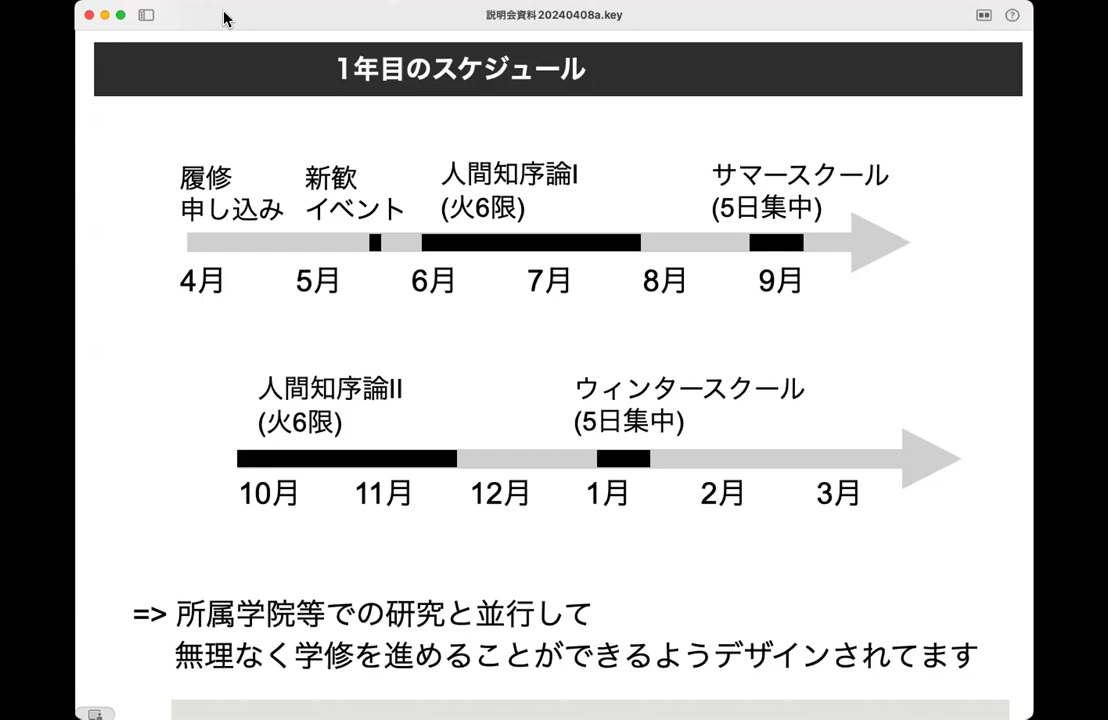 説明会資料20240408a.key
1年目のスケジュール
履修
申し込み
新歓
イベント
人間知序論I
(火6限)
サマースクール
(5日集中)
4月 5月 6月 7月 8月 9月
人間知序論II
(火6限)
ウィンタースクール
(5日集中)
10月 11月 12月 1月 2月 3月
=> 所属学院等での研究と並行して
無理なく学修を進めることができるようデザインされてます